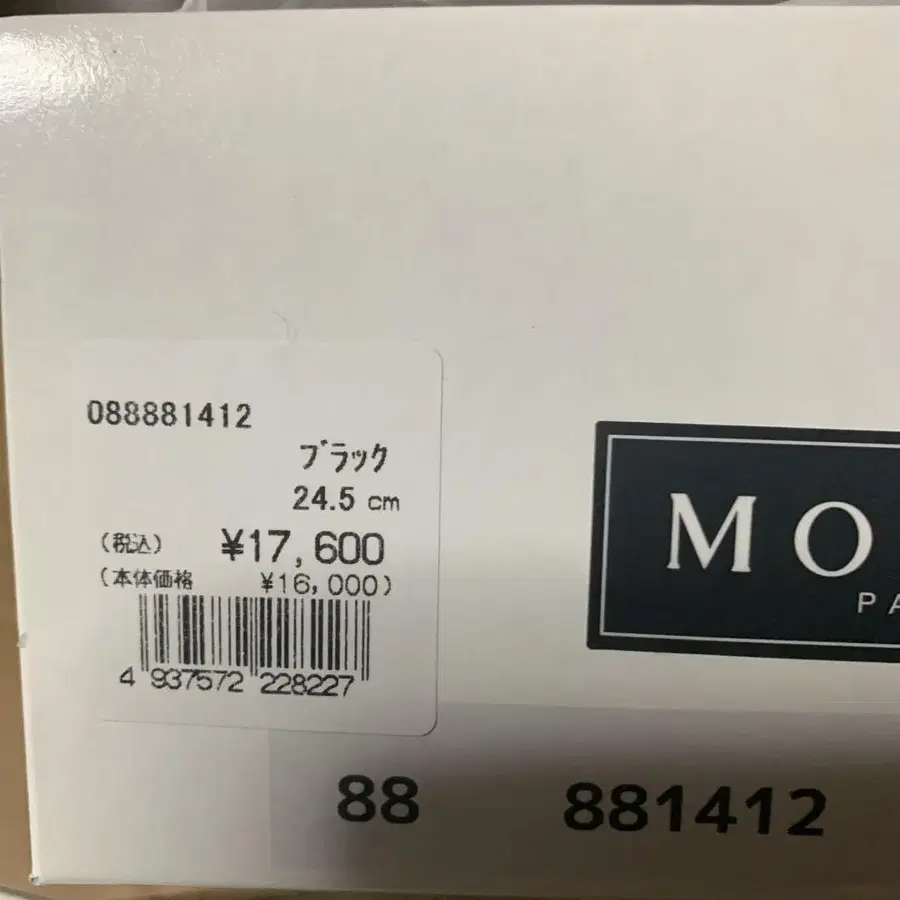 088881412
ブラック
24.5 cm
(税込) ¥17,600
(本体価格 ¥16,000)
4 937572 228227
MO
PA
88 881412